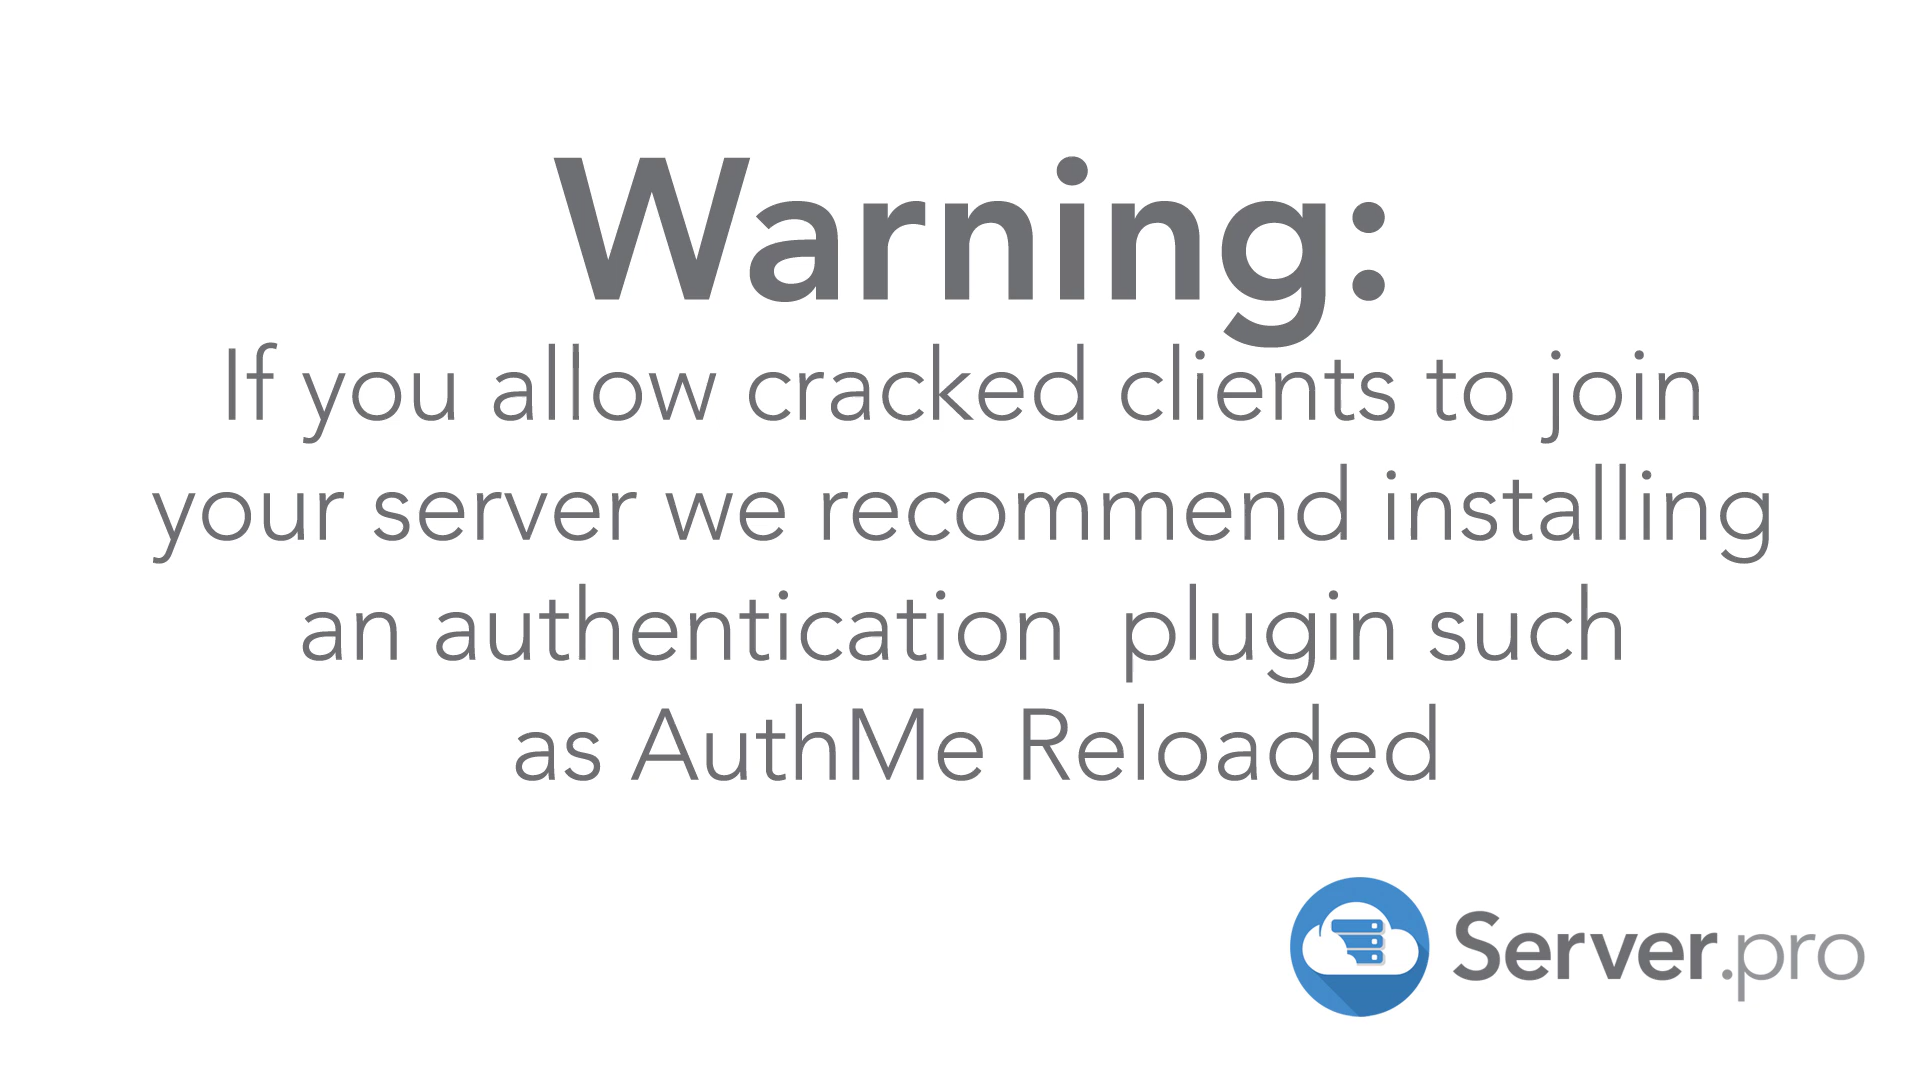 Warning:
If you allow cracked clients to join
your server we recommend installing
an authentication  plugin such
as AuthMe Reloaded
Server.pro